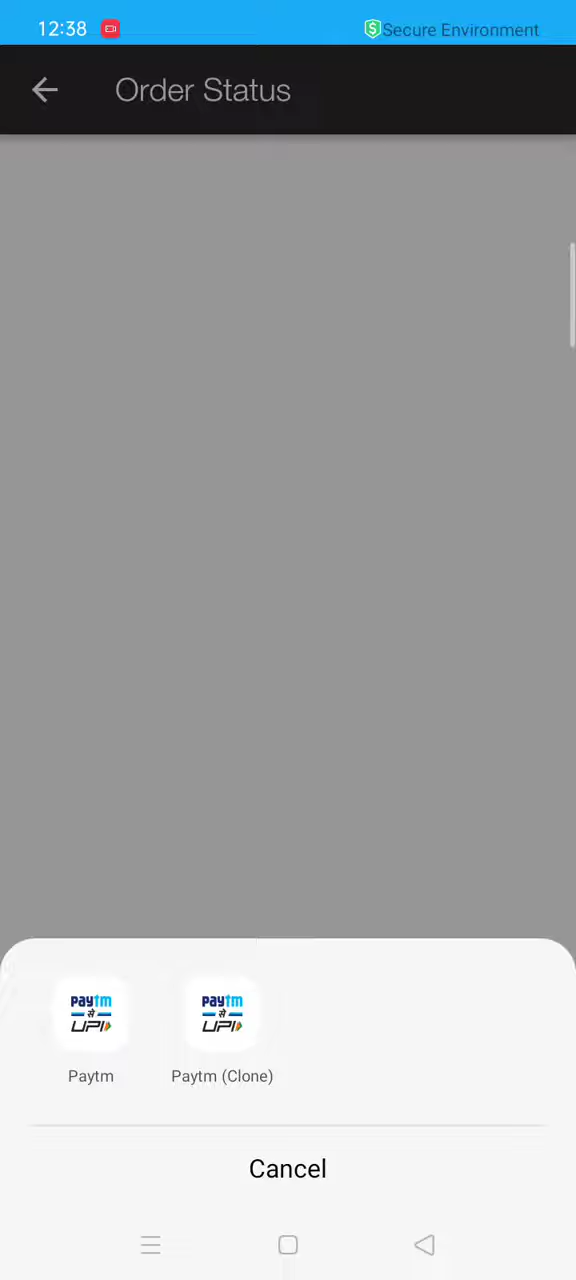 12:38
Secure Environment
Order Status
paytm
से
UPI
paytm
से
UPI
Paytm
Paytm (Clone)
Cancel